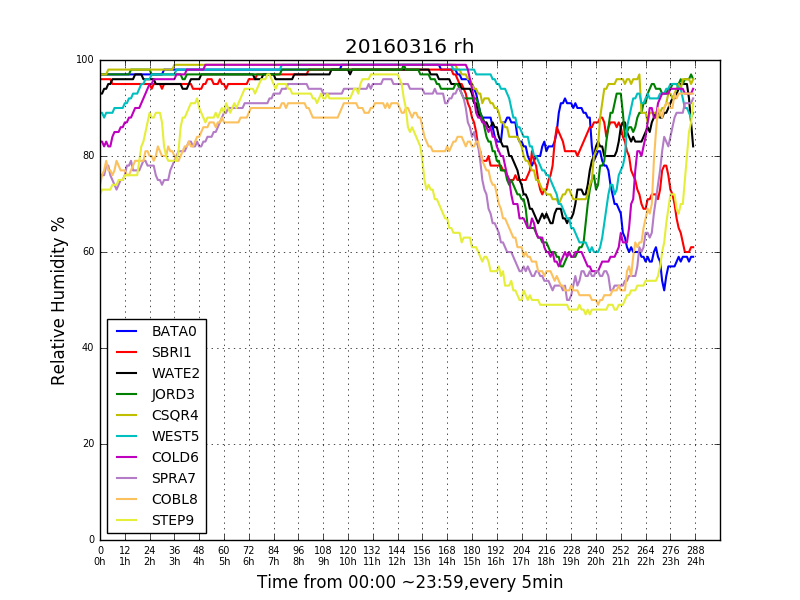 20160316 rh
Relative Humidity %
100
80
60
40
20
0
BATA0
SBRI1
WATE2
JORD3
CSQR4
WEST5
COLD6
SPRA7
COBL8
STEP9
0 12 24 36 48 60 72 84 96 108 120 132 144 156 168 180 192 204 216 228 240 252 264 276 288
0h 1h 2h 3h 4h 5h 6h 7h 8h 9h 10h 11h 12h 13h 14h 15h 16h 17h 18h 19h 20h 21h 22h 23h 24h
Time from 00:00 ~23:59,every 5min